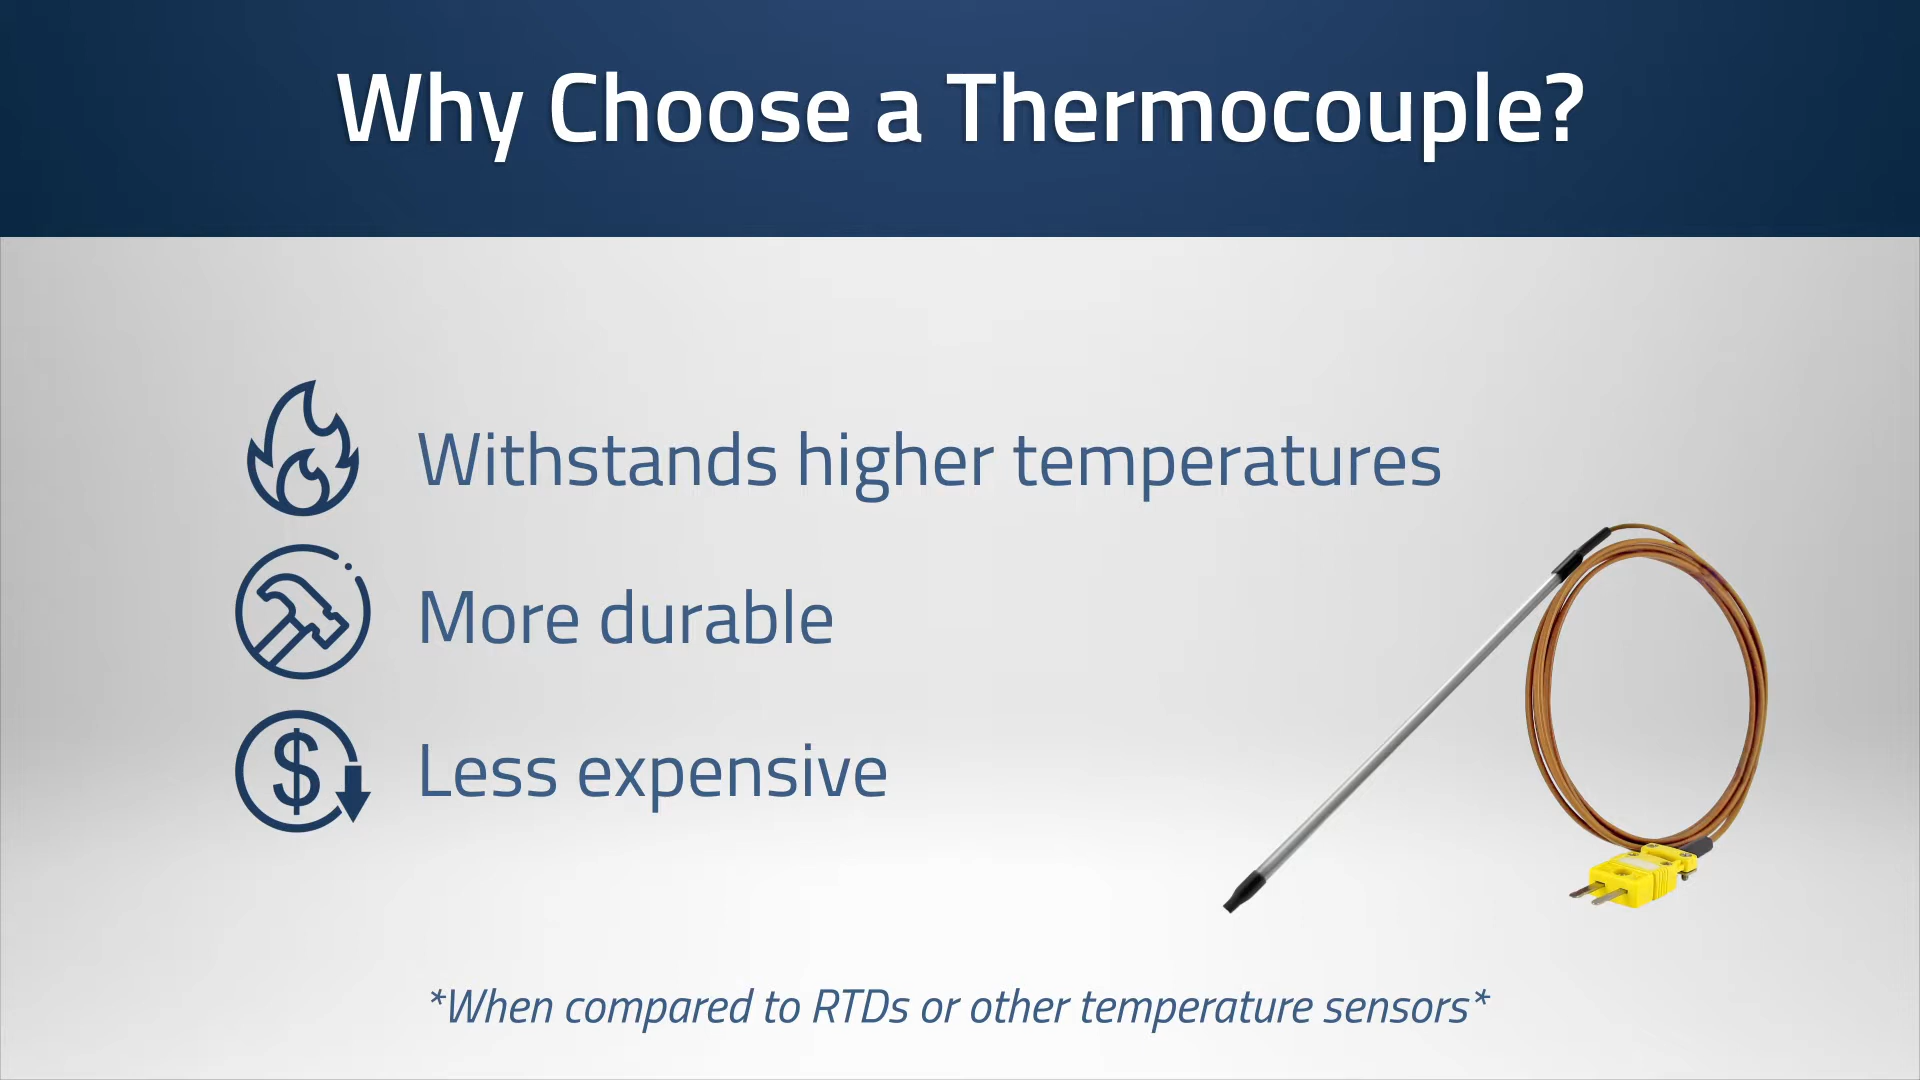 Why Choose a Thermocouple?
Withstands higher temperatures
More durable
$
Less expensive
*When compared to RTDs or other temperature sensors*